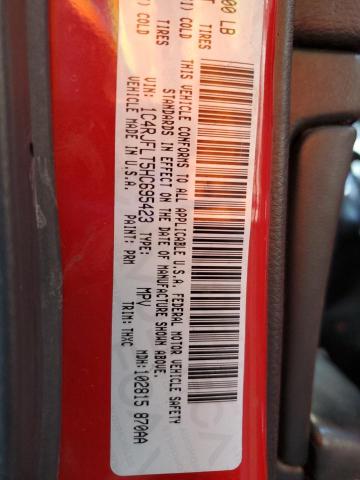 000 LB
T TIRES
I) COLD
TIRES
I) COLD
THIS VEHICLE CONFORMS TO ALL APPLICABLE U.S.A. FEDERAL MOTOR VEHICLE SAFETY
STANDARDS IN EFFECT ON THE DATE OF MANUFACTURE SHOWN ABOVE.
VIN: 1C4RJFLT5HC695423 TYPE: MPV MDH:102815 870AA
VEHICLE MADE IN U.S.A. PAINT: PRM TRIM: THXC